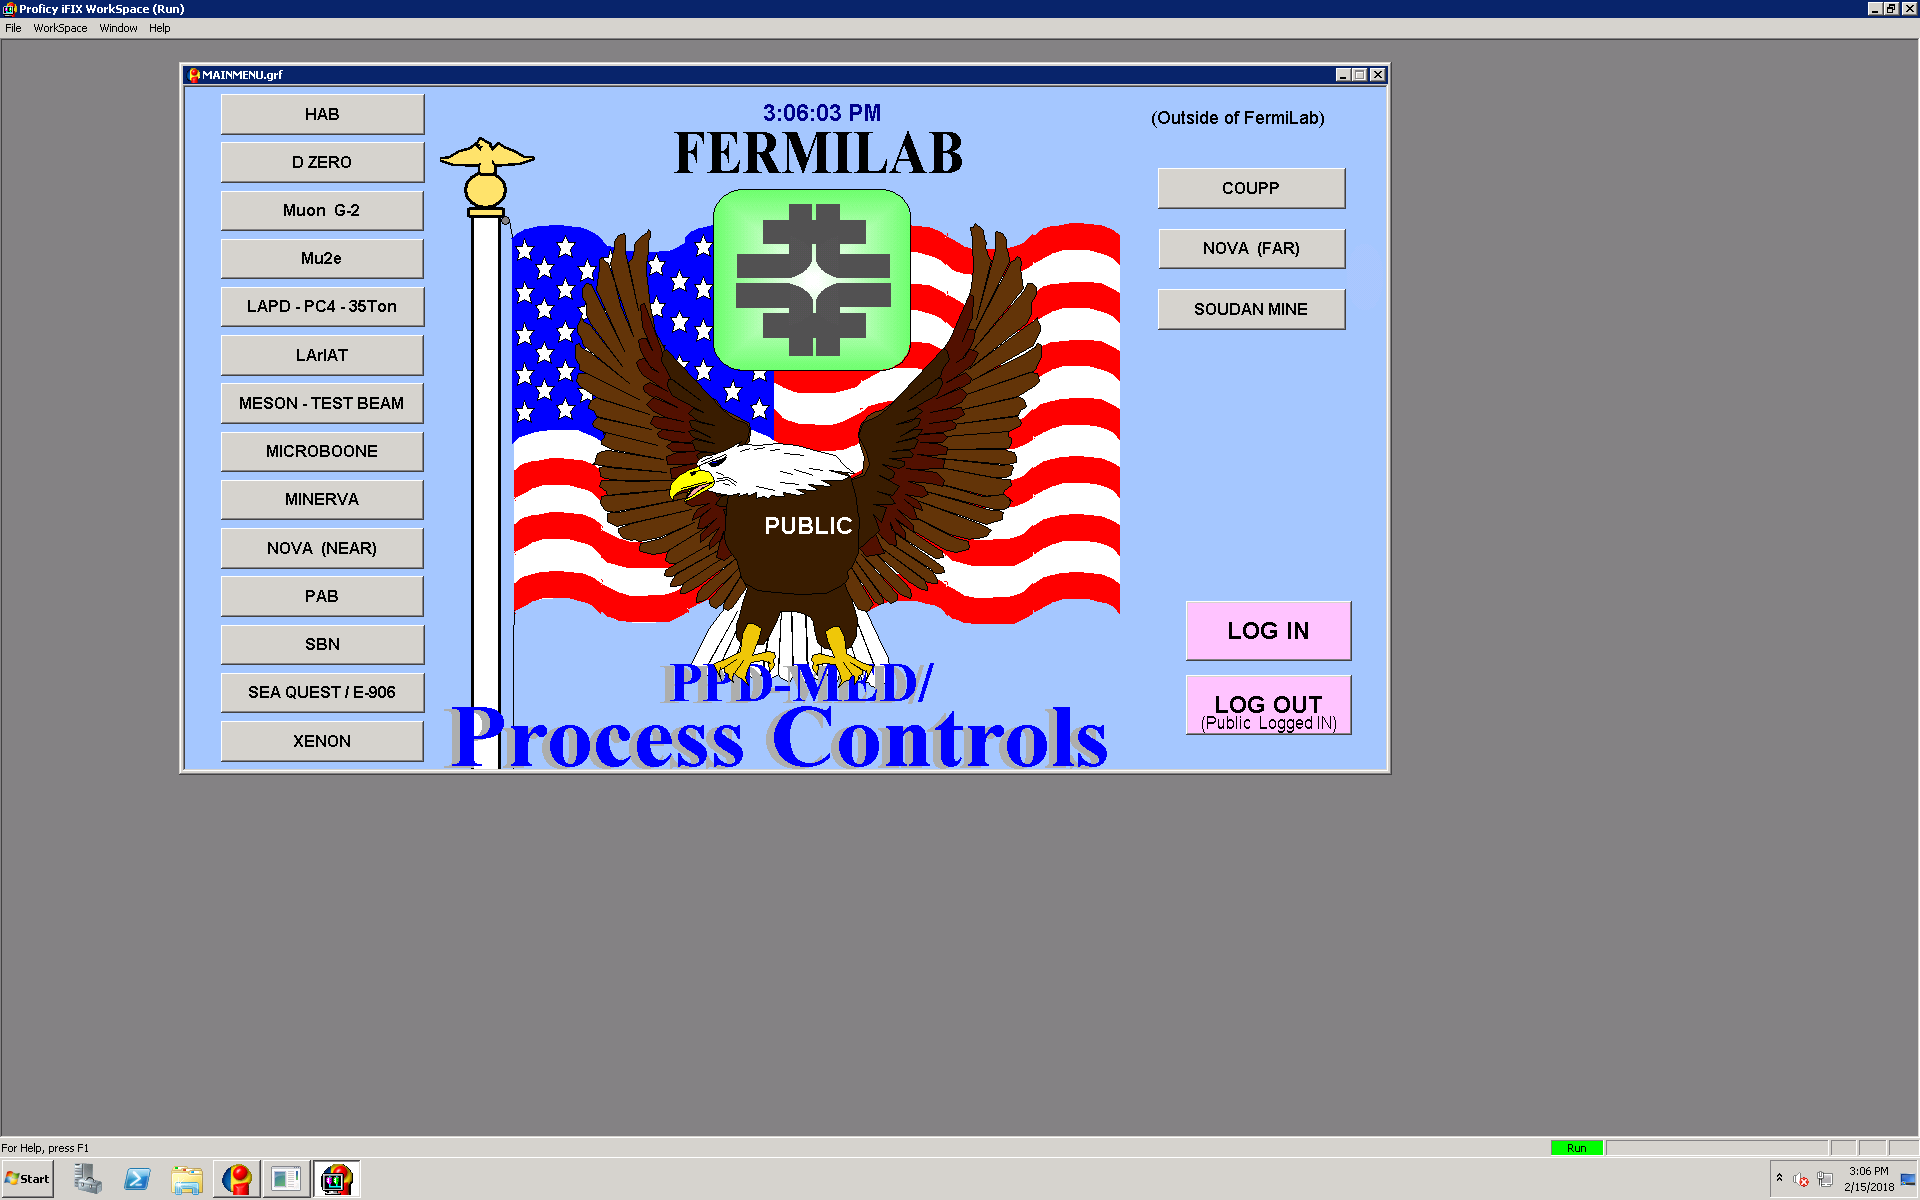 Proficy iFIX WorkSpace (Run)
File WorkSpace Window Help
MAINMENU.grf
HAB
D ZERO
Muon G-2
Mu2e
LAPD - PC4 - 35Ton
LArIAT
MESON - TEST BEAM
MICROBOONE
MINERVA
NOVA (NEAR)
PAB
SBN
SEA QUEST / E-906
XENON
3:06:03 PM
FERMILAB
PUBLIC
PPD-MED/
Process Controls
(Outside of FermiLab)
COUPP
NOVA (FAR)
SOUDAN MINE
LOG IN
LOG OUT
(Public Logged IN)
For Help, press F1
Run
Start
3:06 PM
2/15/2018